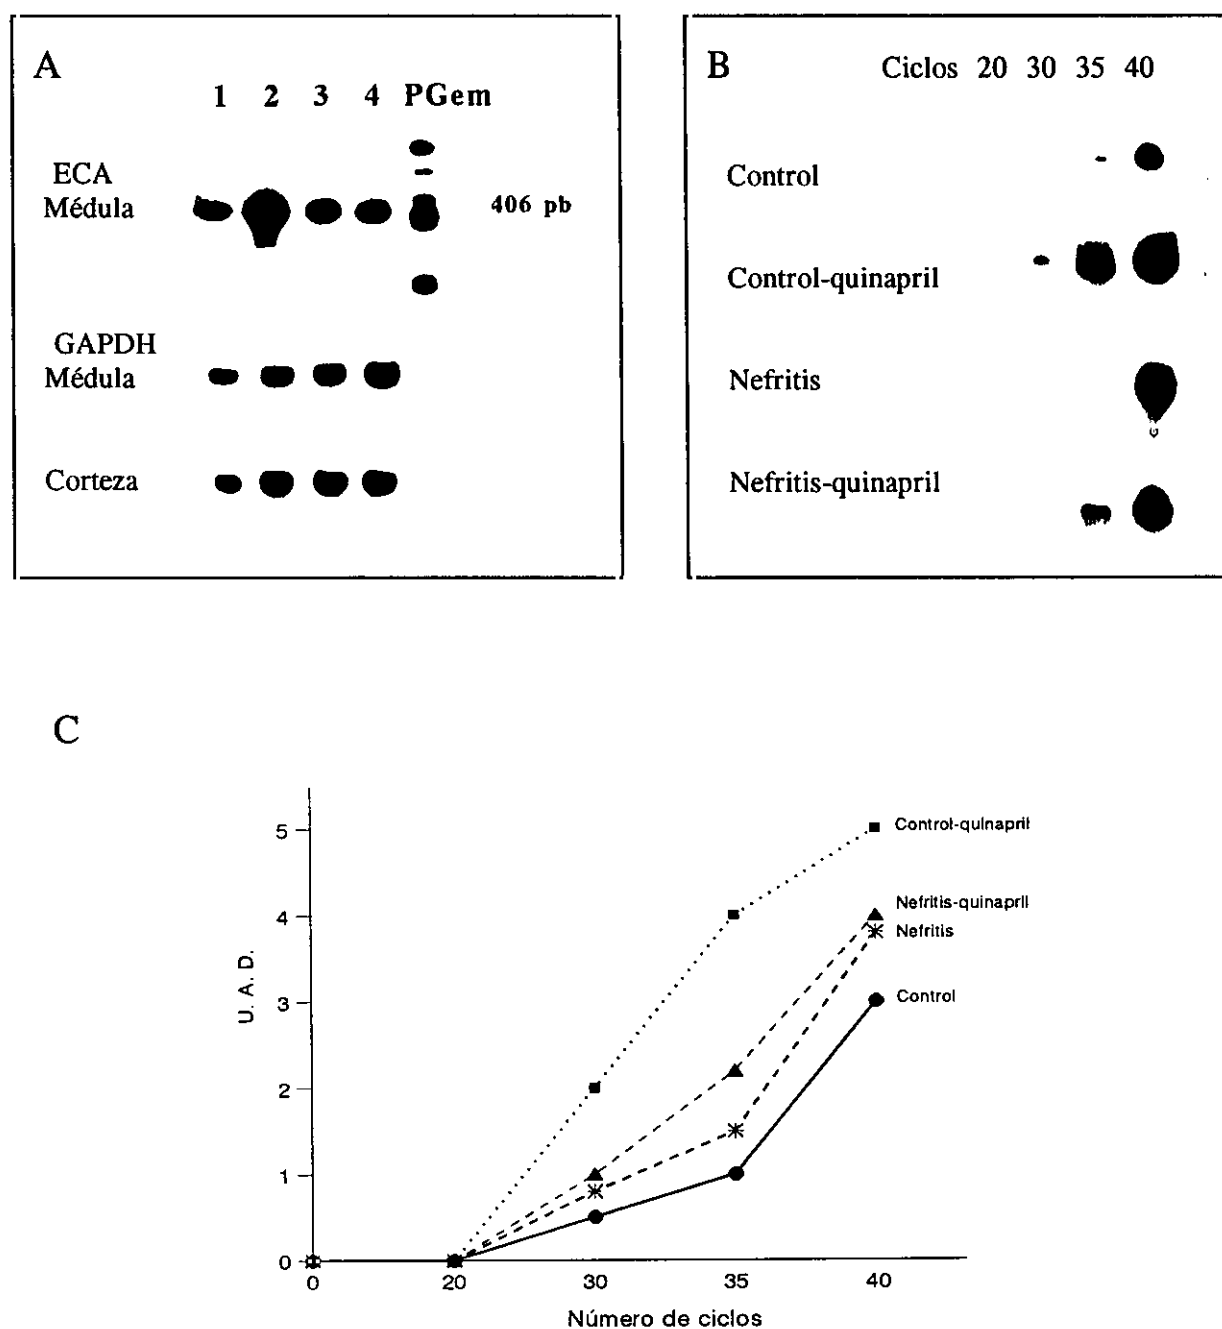 A
1 2 3 4 PGem
ECA
Médula
406 pb
GAPDH
Médula
Corteza
B
Ciclos 20 30 35 40
Control
Control-quinapril
Nefritis
Nefritis-quinapril
C
U. A. D.
5
4
3
2
1
0
0 20 30 35 40
Número de ciclos
Control-quinapril
Nefritis-quinapril
Nefritis
Control